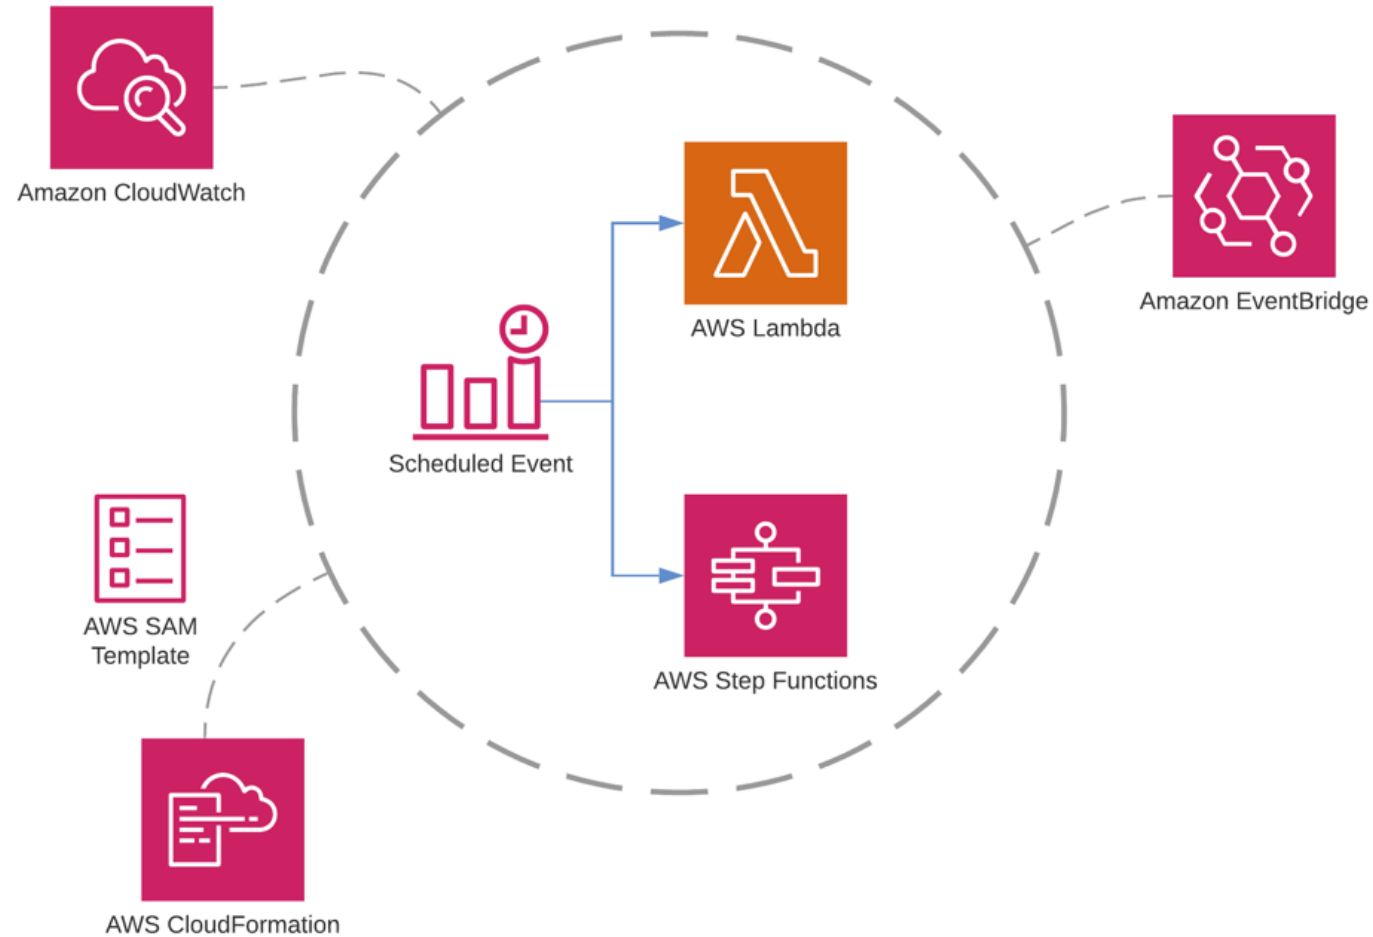 Amazon CloudWatch
Amazon EventBridge
AWS Lambda
Scheduled Event
AWS SAM
Template
AWS Step Functions
AWS CloudFormation